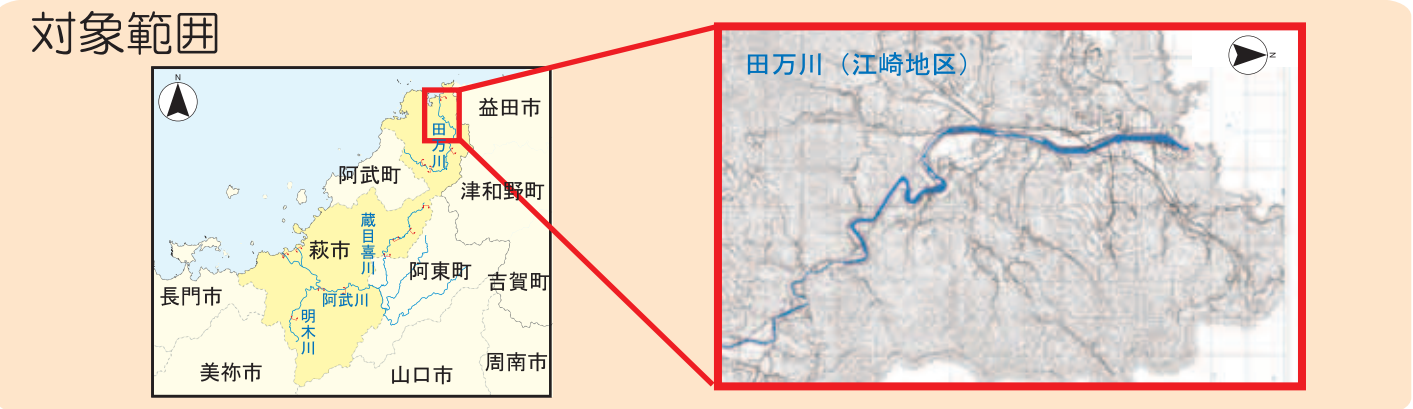 対象範囲
N
益田市
田万川
阿武町
津和野町
蔵目喜川
萩市
阿東町
吉賀町
長門市
阿武川
明木川
周南市
美祢市
山口市
田万川（江崎地区）
N